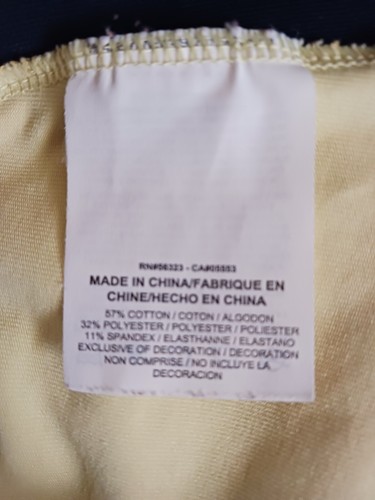 RN#56323 - CA#05553
MADE IN CHINA/FABRIQUE EN
CHINE/HECHO EN CHINA
57% COTTON / COTON / ALGODON
32% POLYESTER / POLYESTER / POLIESTER
11% SPANDEX / ELASTHANNE / ELASTANO
EXCLUSIVE OF DECORATION / DECORATION
NON COMPRISE / NO INCLUYE LA
DECORACION